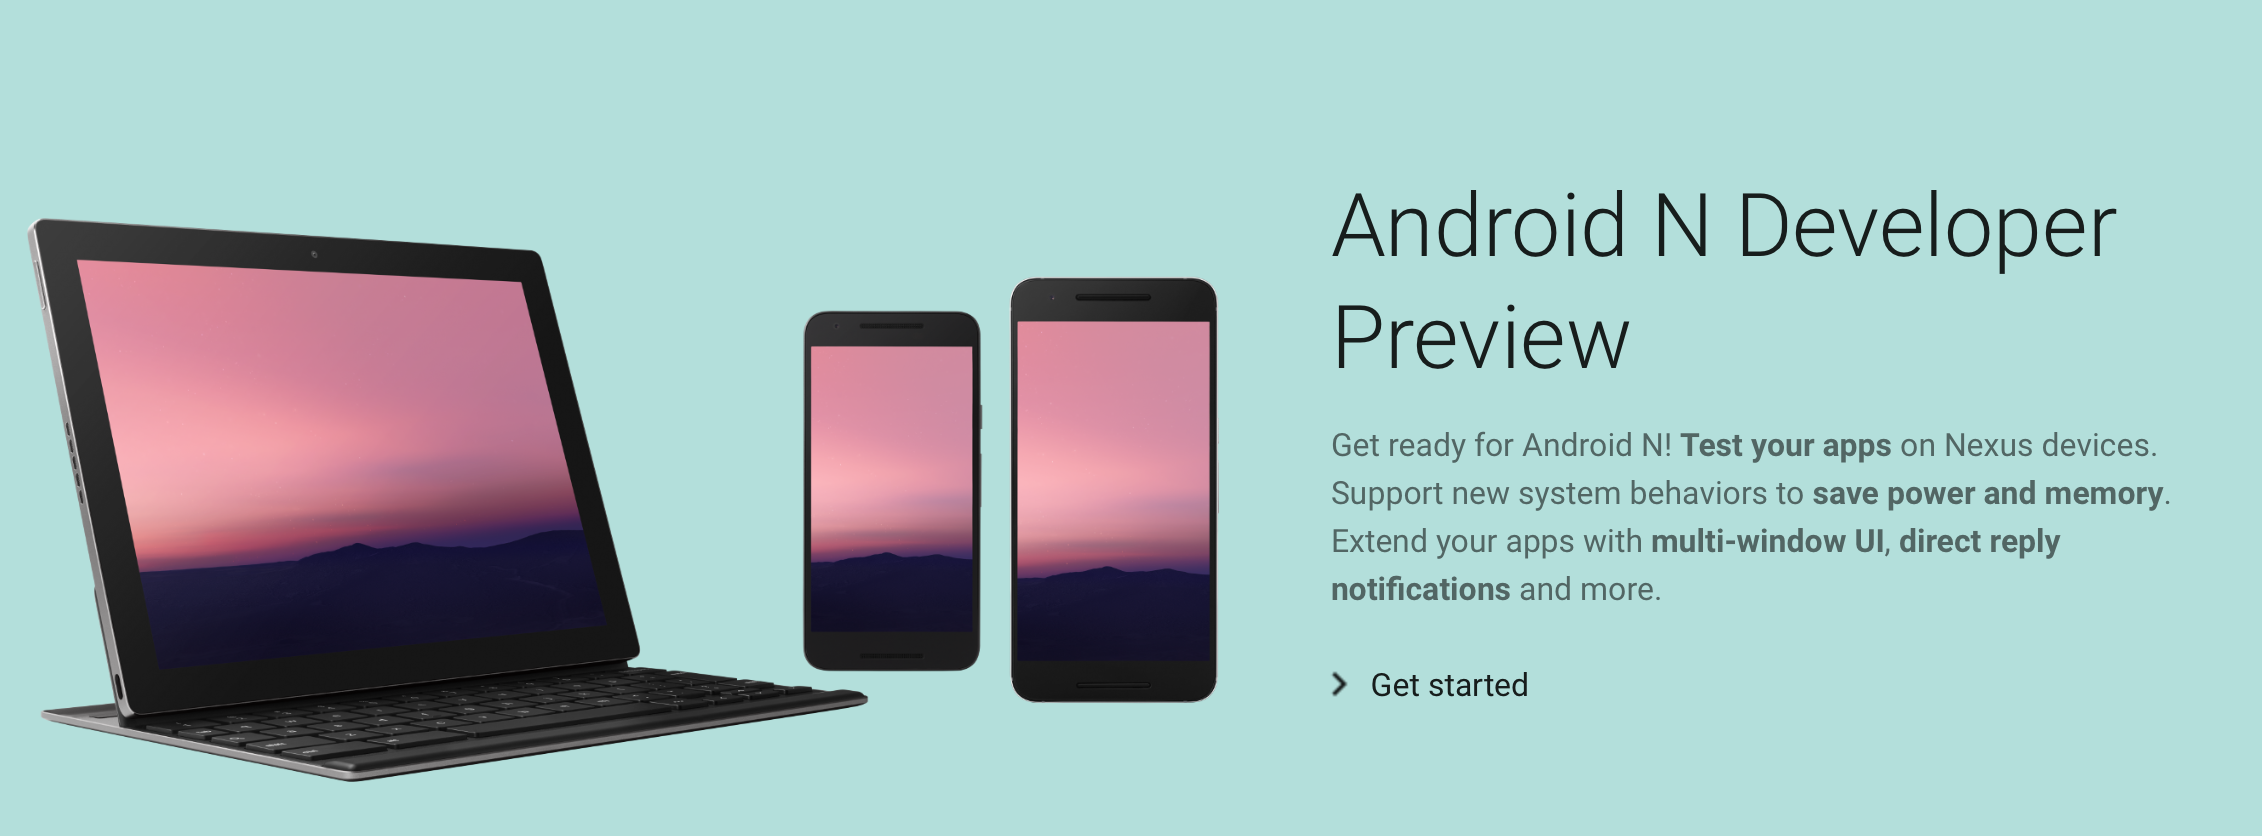 Android N Developer
Preview
Get ready for Android N! Test your apps on Nexus devices.
Support new system behaviors to save power and memory.
Extend your apps with multi-window UI, direct reply
notifications and more.
Get started